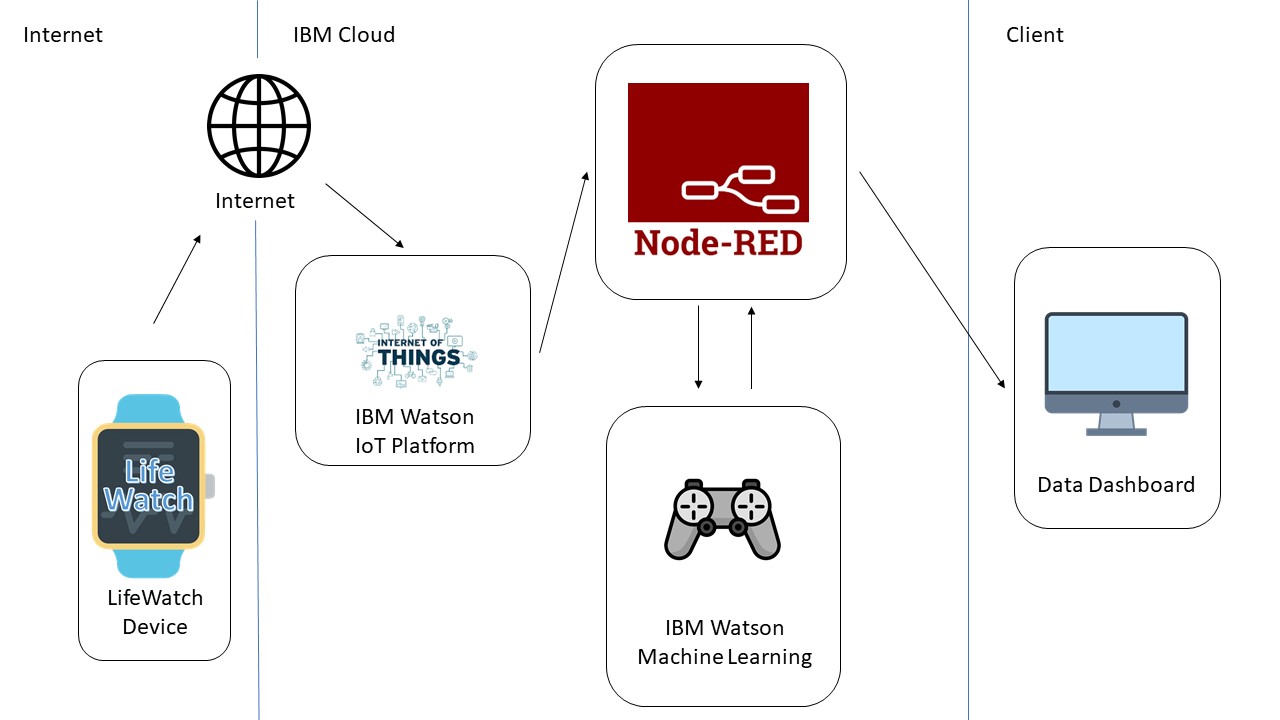 Internet
IBM Cloud
Client
Internet
Node-RED
INTERNET OF
THINGS
IBM Watson
IoT Platform
Life
Watch
LifeWatch
Device
IBM Watson
Machine Learning
Data Dashboard